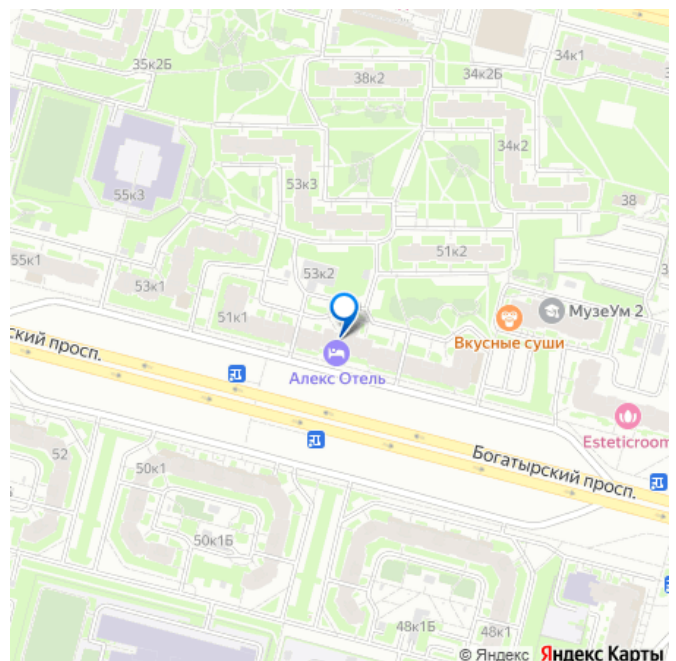 34к1
35к2Б
38к2
34к2Б
34к2
55к3
53к3
38
51к2
55к1
53к2
53к1
51к1
МузеУм 2
Вкусные суши
ский просп.
Алекс Отель
Esteticroom
Богатырский просп.
52
50к1
50к1Б
48к1Б
48к1
© Яндекс Яндекс Карты